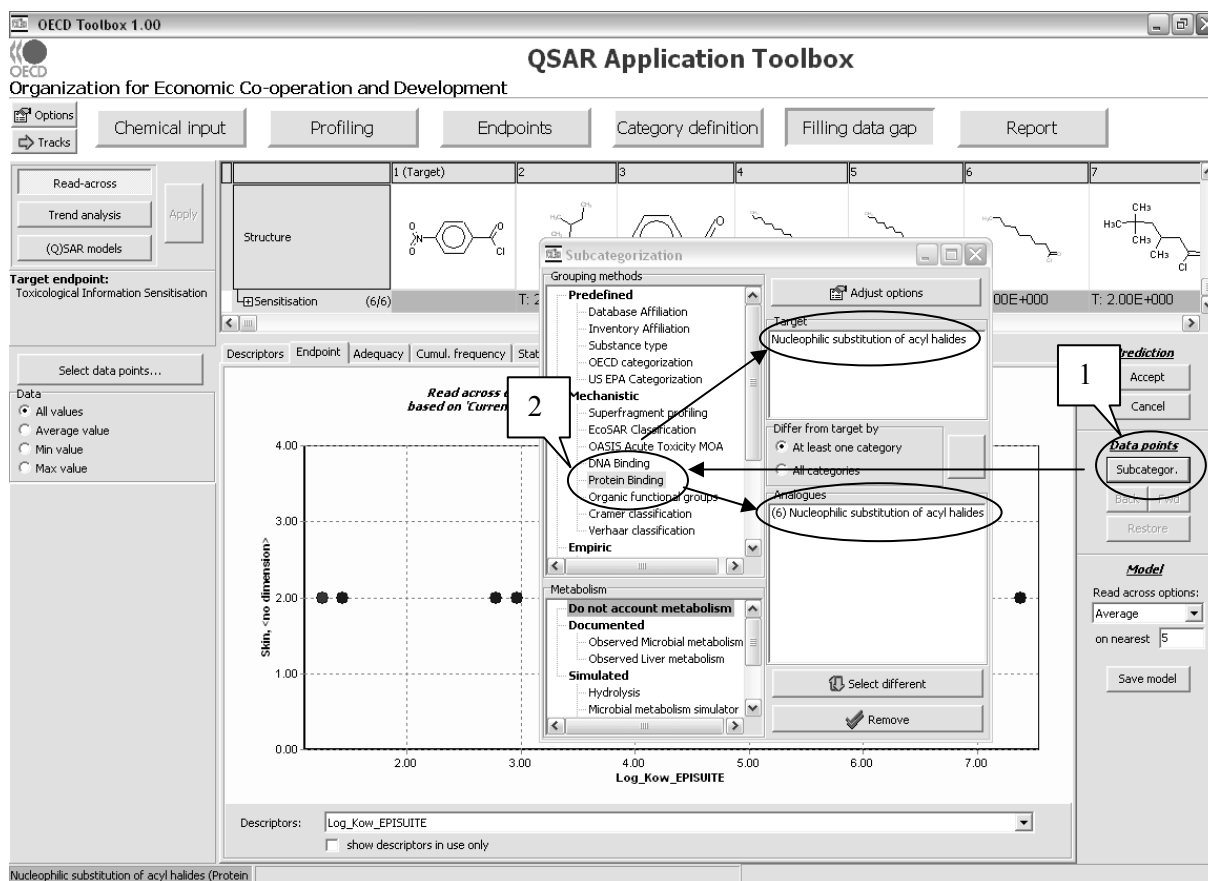 OECD Toolbox 1.00
OECD
QSAR Application Toolbox
Organization for Economic Co-operation and Development
Options
Tracks
Chemical input
Profiling
Endpoints
Category definition
Filling data gap
Report
Read-across
Trend analysis
(Q)SAR models
Apply
Target endpoint:
Toxicological Information Sensitisation
1 (Target)
2
3
4
5
6
7
Structure
Sensitisation (6/6)
T: 2
00E+000
T: 2.00E+000
Select data points...
Data
All values
Average value
Min value
Max value
Descriptors
Endpoint
Adequacy
Cumul. frequency
Stat
Read across
based on 'Curren
4.00
3.00
2.00
1.00
0.00
Skin, <no dimension>
2.00
3.00
4.00
5.00
6.00
7.00
Log_Kow_EPISUITE
Descriptors:
Log_Kow_EPISUITE
show descriptors in use only
Subcategorization
Grouping methods
Predefined
Database Affiliation
Inventory Affiliation
Substance type
OECD categorization
US EPA Categorization
Mechanistic
Superfragment profiling
EcoSAR Classification
OASIS Acute Toxicity MOA
DNA Binding
Protein Binding
Organic functional groups
Cramer classification
Verhaar classification
Empiric
Metabolism
Do not account metabolism
Documented
Observed Microbial metabolism
Observed Liver metabolism
Simulated
Hydrolysis
Microbial metabolism simulator
Adjust options
Target
Nucleophilic substitution of acyl halides
Differ from target by
At least one category
All categories
Analogues
(6) Nucleophilic substitution of acyl halides
Select different
Remove
1
2
Prediction
Accept
Cancel
Data points
Subcategor.
Back
Fwd
Restore
Model
Read across options:
Average
on nearest 5
Save model
Nucleophilic substitution of acyl halides (Protein